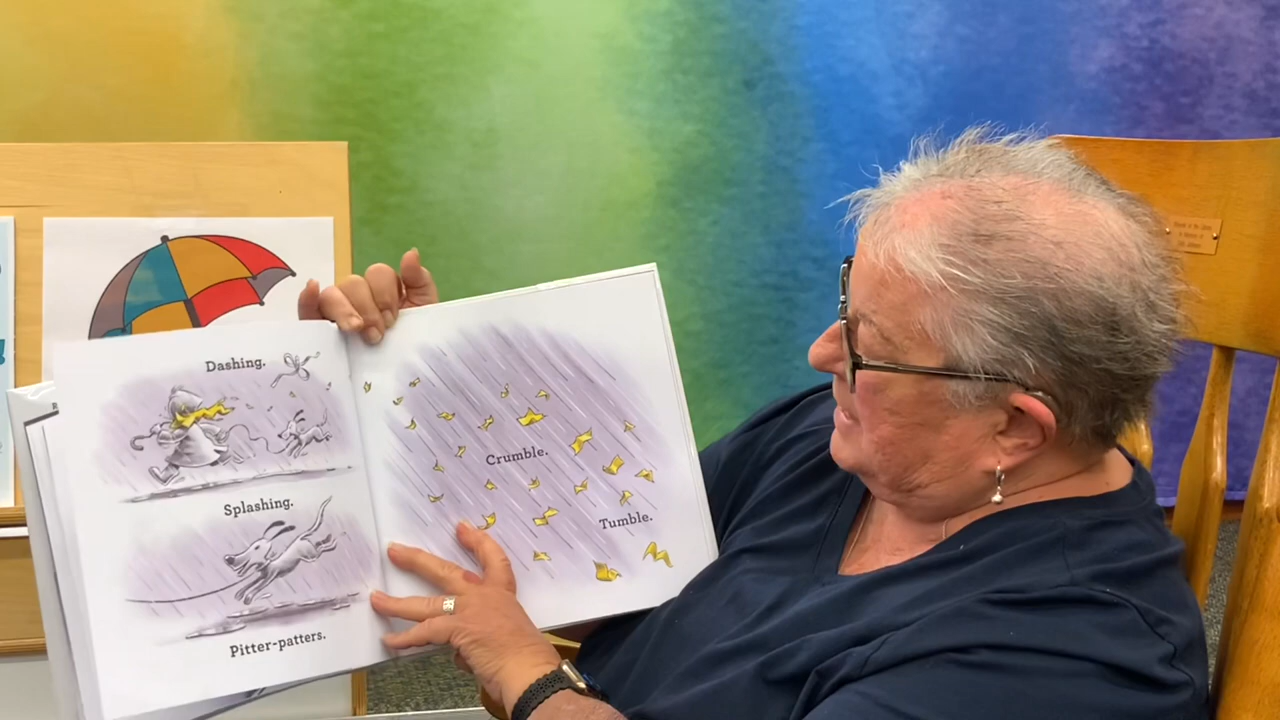 Dashing.
Splashing.
Pitter-patters.
Crumble.
Tumble.